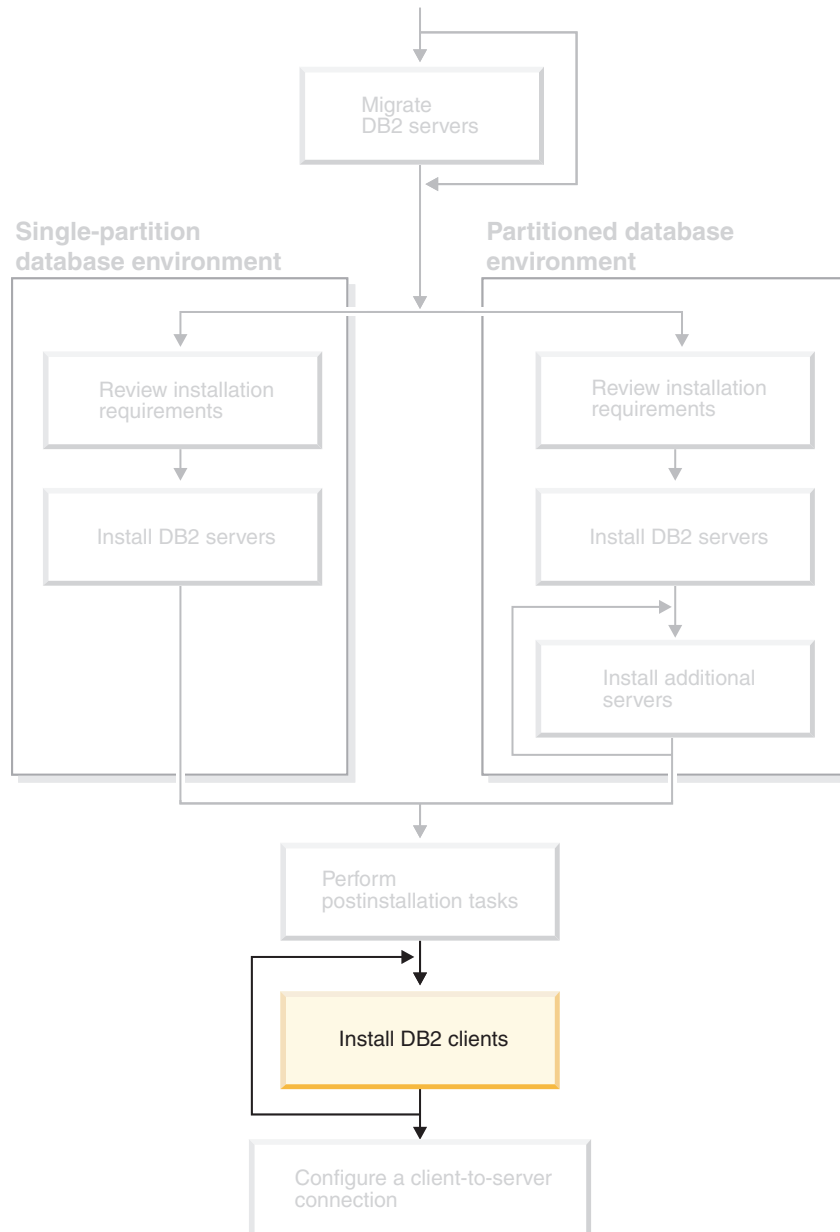 Migrate
DB2 servers
Single-partition
database environment
Partitioned database
environment
Review installation
requirements
Review installation
requirements
Install DB2 servers
Install DB2 servers
Install additional
servers
Perform
postinstallation tasks
Install DB2 clients
Configure a client-to-server
connection